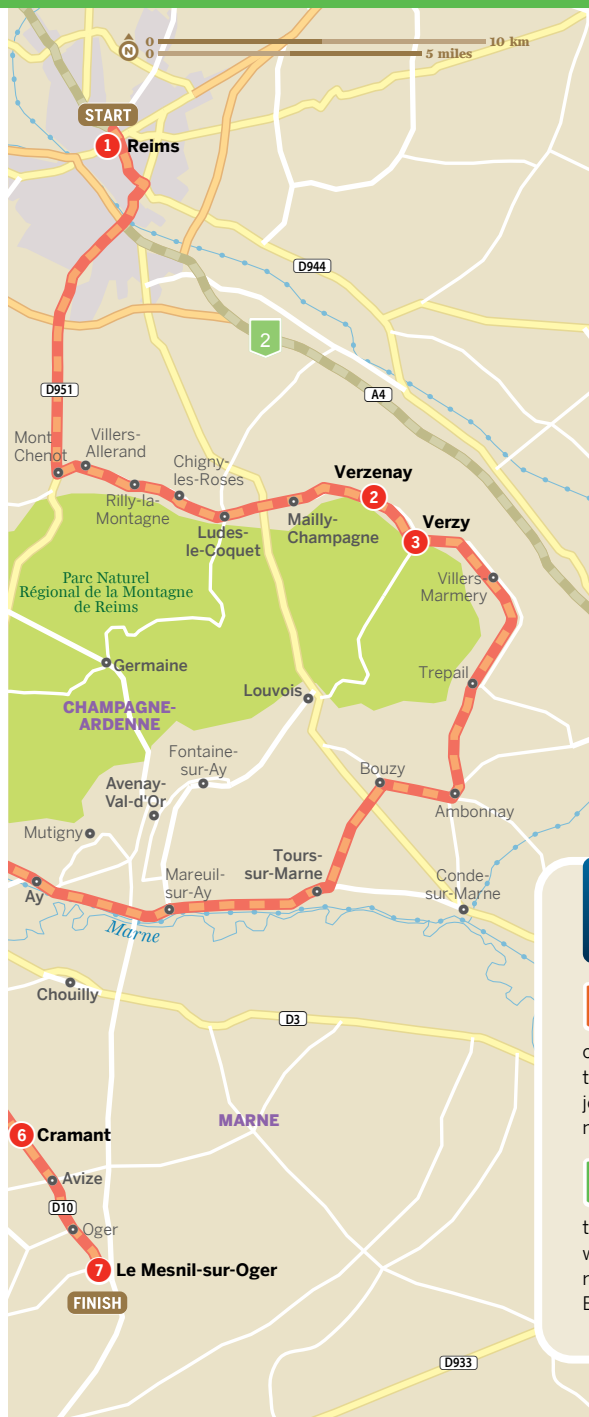 0
10 km
N
0
5 miles
START
1 Reims
D944
2
A4
D951
Mont
Chenot
Villers-
Allerand
Rilly-la-
Montagne
Chigny-
les-Roses
Ludes-
le-Coquet
Mailly-
Champagne
Verzenay
2
Verzy
3
Villers-
Marmery
Parc Naturel
Régional de la Montagne
de Reims
Germaine
Trepail
Louvois
CHAMPAGNE-
ARDENNE
Fontaine-
sur-Ay
Avenay-
Val-d'Or
Bouzy
Ambonnay
Mutigny
Tours-
sur-Marne
Mareuil-
sur-Ay
Conde-
sur-Marne
Ay
Marne
Chouilly
D3
MARNE
6 Cramant
Avize
D10
Oger
7 Le Mesnil-sur-Oger
FINISH
D933